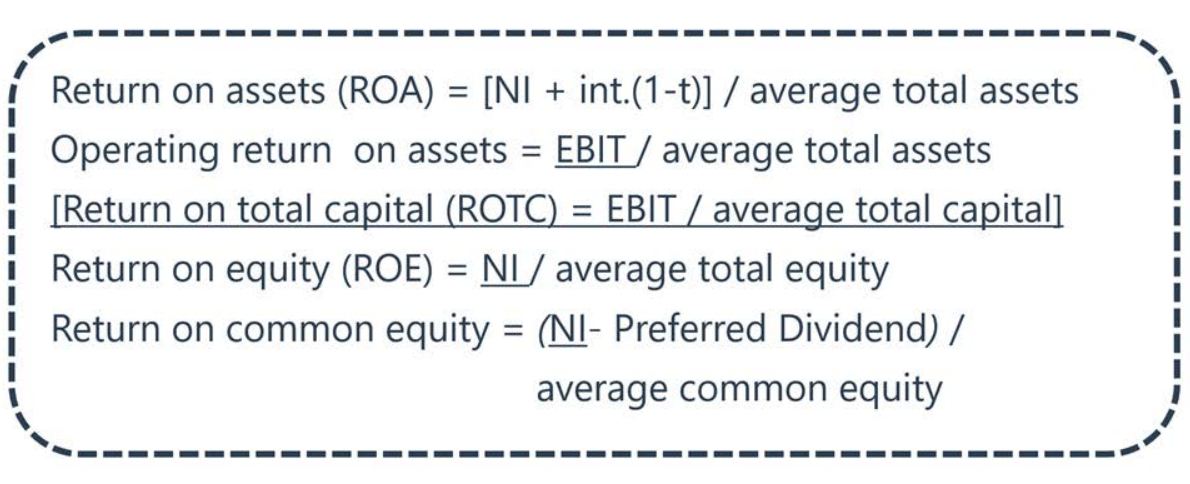 Return on assets (ROA) = [NI + int.(1-t)] / average total assets
Operating return on assets = EBIT / average total assets
[Return on total capital (ROTC) = EBIT / average total capital]
Return on equity (ROE) = NI / average total equity
Return on common equity = (NI- Preferred Dividend) /
average common equity